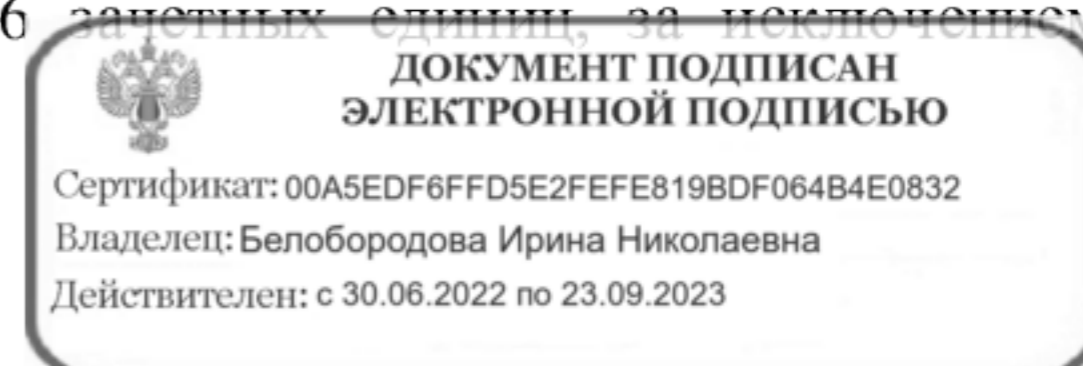 6 зачетных единиц, за исключением
ДОКУМЕНТ ПОДПИСАН
ЭЛЕКТРОННОЙ ПОДПИСЬЮ
Сертификат: 00A5EDF6FFD5E2FEFE819BDF064B4E0832
Владелец: Белобородова Ирина Николаевна
Действителен: с 30.06.2022 по 23.09.2023